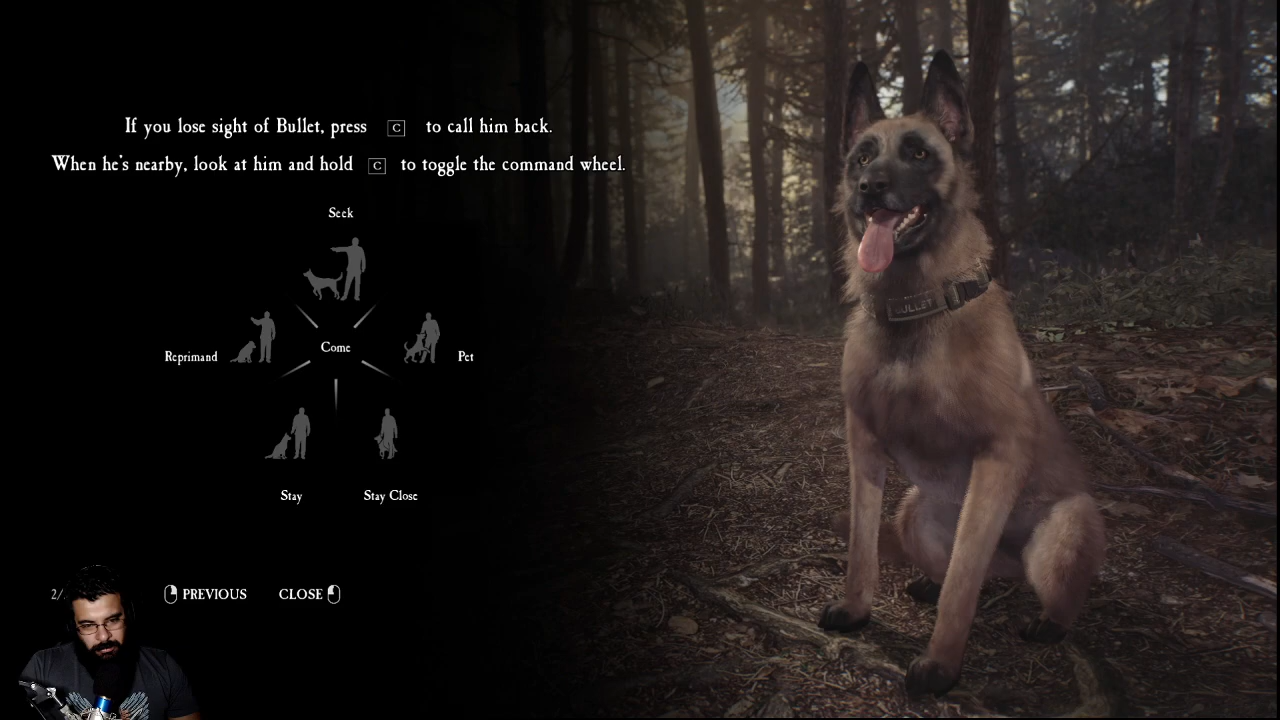 If you lose sight of Bullet, press C to call him back.
When he's nearby, look at him and hold C to toggle the command wheel.
Seek
Reprimand
Come
Pet
Stay
Stay Close
2/
PREVIOUS
CLOSE
BULLET